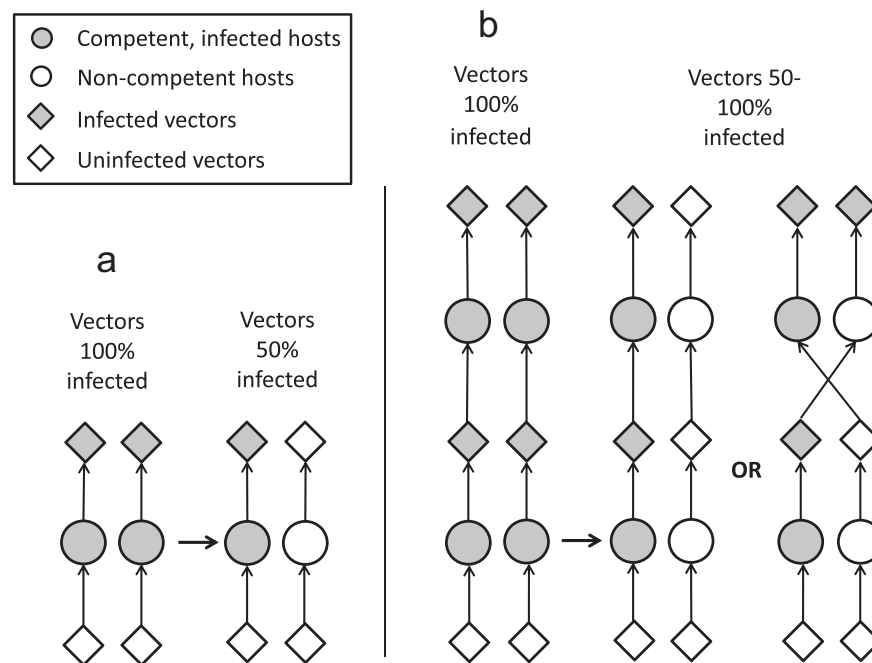 Competent, infected hosts
Non-competent hosts
Infected vectors
Uninfected vectors
a
Vectors
100%
infected
Vectors
50%
infected
b
Vectors
100%
infected
Vectors 50-
100%
infected
OR